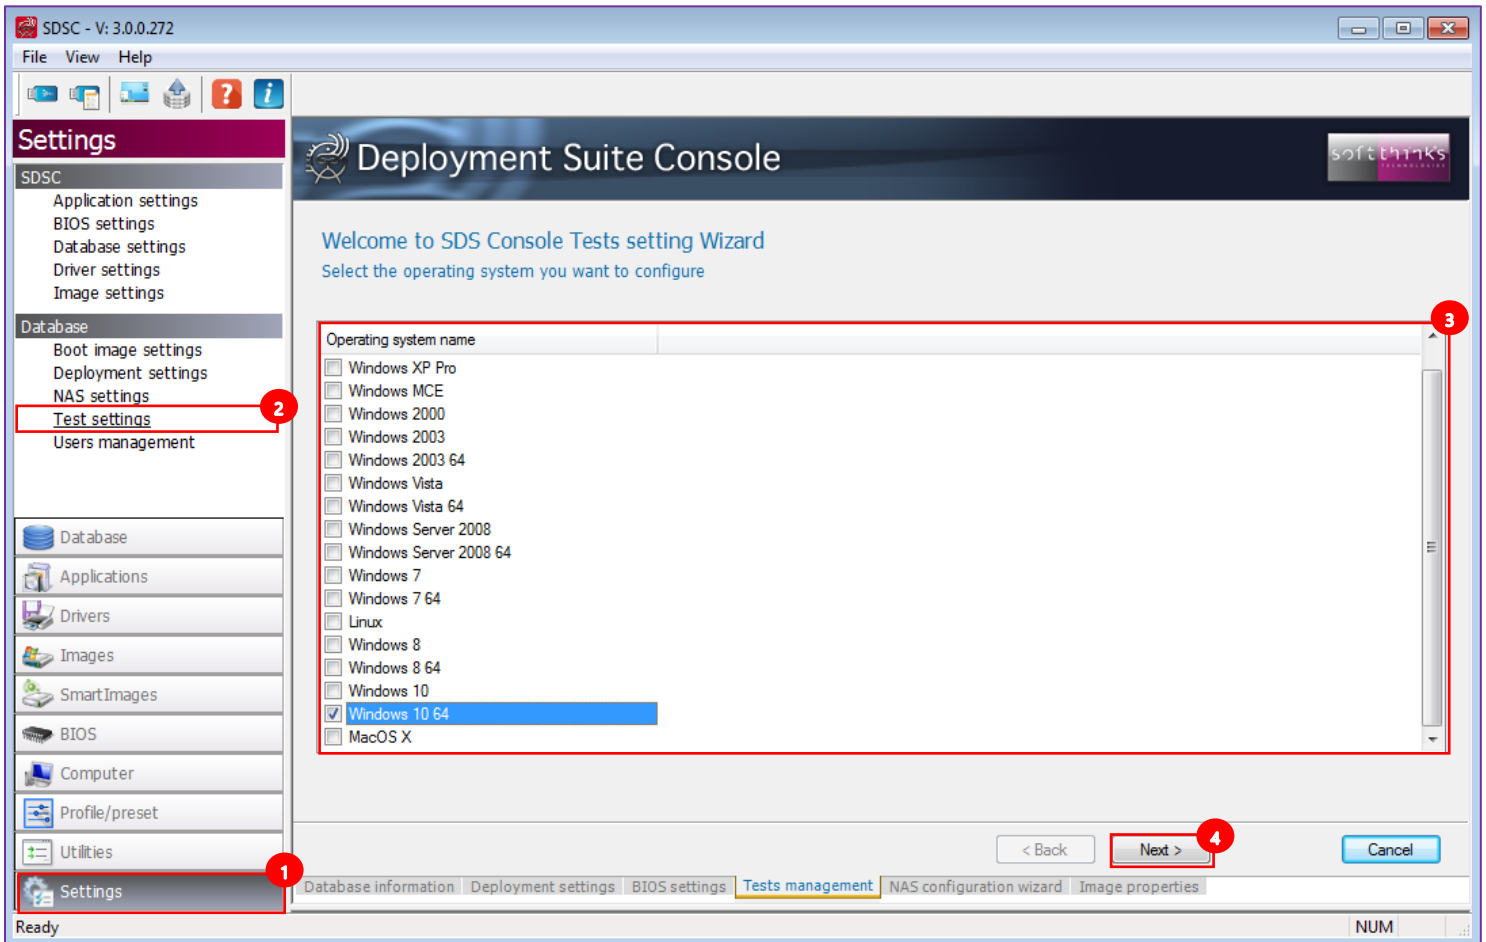 SDSC - V: 3.0.0.272
File View Help
Settings
SDSC
Application settings
BIOS settings
Database settings
Driver settings
Image settings
Database
Boot image settings
Deployment settings
NAS settings
Test settings
2
Users management
Database
Applications
Drivers
Images
SmartImages
BIOS
Computer
Profile/preset
Utilities
1
Settings
Deployment Suite Console
softthinks
TECHNOLOGIES
Welcome to SDS Console Tests setting Wizard
Select the operating system you want to configure
3
Operating system name
Windows XP Pro
Windows MCE
Windows 2000
Windows 2003
Windows 2003 64
Windows Vista
Windows Vista 64
Windows Server 2008
Windows Server 2008 64
Windows 7
Windows 7 64
Linux
Windows 8
Windows 8 64
Windows 10
Windows 10 64
MacOS X
4
< Back Next > Cancel
Database information Deployment settings BIOS settings Tests management NAS configuration wizard Image properties
Ready NUM